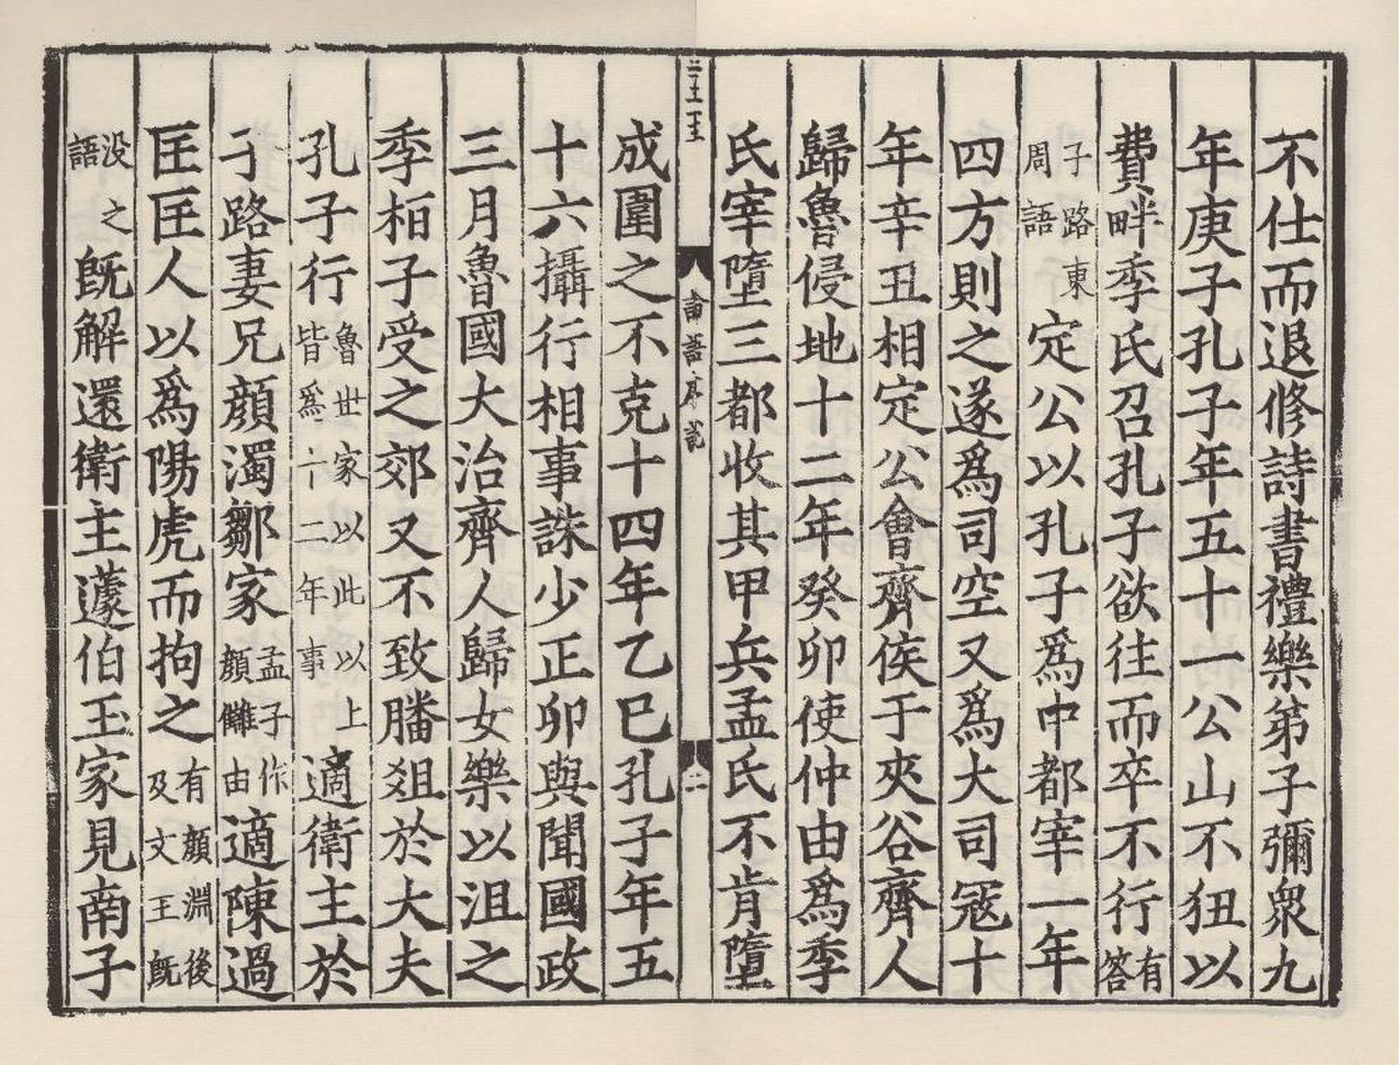 不仕而退修詩書禮樂第子彌衆九
年庚子孔子年五十一公山不狃以
費畔季氏召孔子欲往而卒不行有答
子路東周語定公以孔子爲中都宰一年
四方則之遂爲司空又爲大司寇十
年辛丑相定公會齊侯于夾谷齊人
歸魯侵地十二年癸卯使仲由爲季
氏宰墮三都收其甲兵孟氏不肯墮
論語序說 二
成圍之不克十四年乙巳孔子年五
十六攝行相事誅少正卯與聞國政
三月魯國大治齊人歸女樂以沮之
季桓子受之郊又不致膰俎於大夫
孔子行魯世家以此以上皆爲十二年事適衛主於
子路妻兄顔濁鄒家孟子作顔讎由適陳過
匡匡人以爲陽虎而拘之有顔淵後及文王旣
没之語旣解還衛主蘧伯玉家見南子